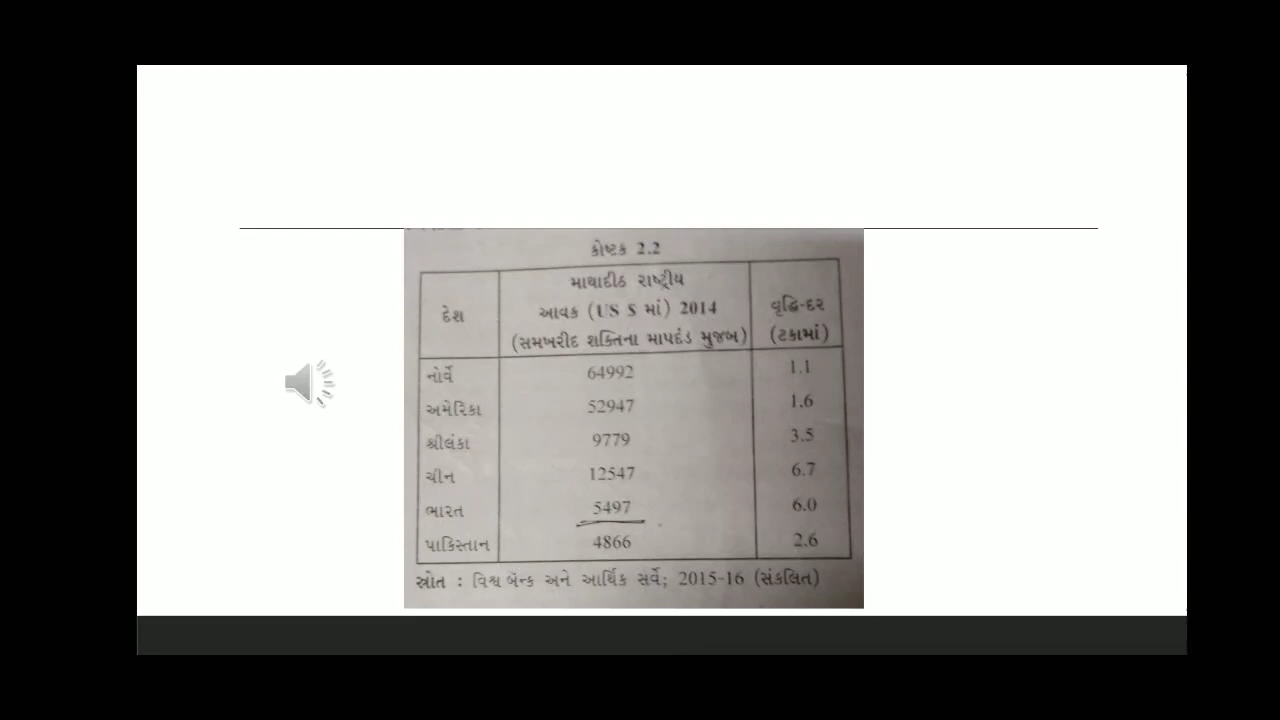 કોષ્ટક 2.2
દેશ માથાદીઠ રાષ્ટ્રીય આવક (US $ માં) 2014 (સમખરીદ શક્તિના માપદંડ મુજબ) વૃદ્ધિ-દર (ટકામાં)
નોર્વે 64992 1.1
અમેરિકા 52947 1.6
શ્રીલંકા 9779 3.5
ચીન 12547 6.7
ભારત 5497 6.0
પાકિસ્તાન 4866 2.6
સ્રોત : વિશ્વ બૅન્ક અને આર્થિક સર્વે; 2015-16 (સંકલિત)